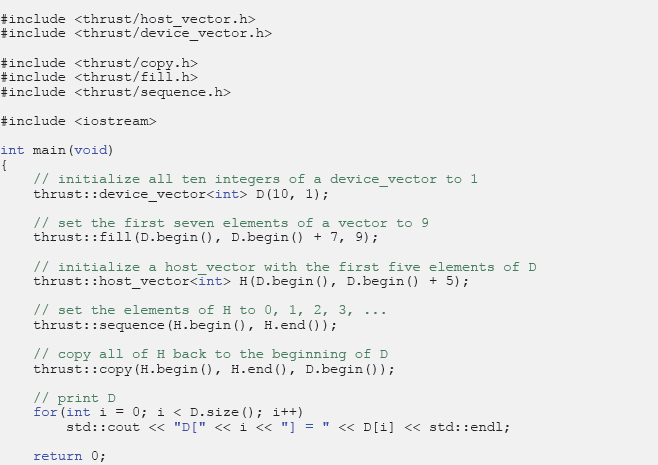 #include <thrust/host_vector.h>
#include <thrust/device_vector.h>
#include <thrust/copy.h>
#include <thrust/fill.h>
#include <thrust/sequence.h>
#include <iostream>
int main(void)
{
    // initialize all ten integers of a device_vector to 1
    thrust::device_vector<int> D(10, 1);
    // set the first seven elements of a vector to 9
    thrust::fill(D.begin(), D.begin() + 7, 9);
    // initialize a host_vector with the first five elements of D
    thrust::host_vector<int> H(D.begin(), D.begin() + 5);
    // set the elements of H to 0, 1, 2, 3, ...
    thrust::sequence(H.begin(), H.end());
    // copy all of H back to the beginning of D
    thrust::copy(H.begin(), H.end(), D.begin());
    // print D
    for(int i = 0; i < D.size(); i++)
        std::cout << "D[" << i << "] = " << D[i] << std::endl;
    return 0;